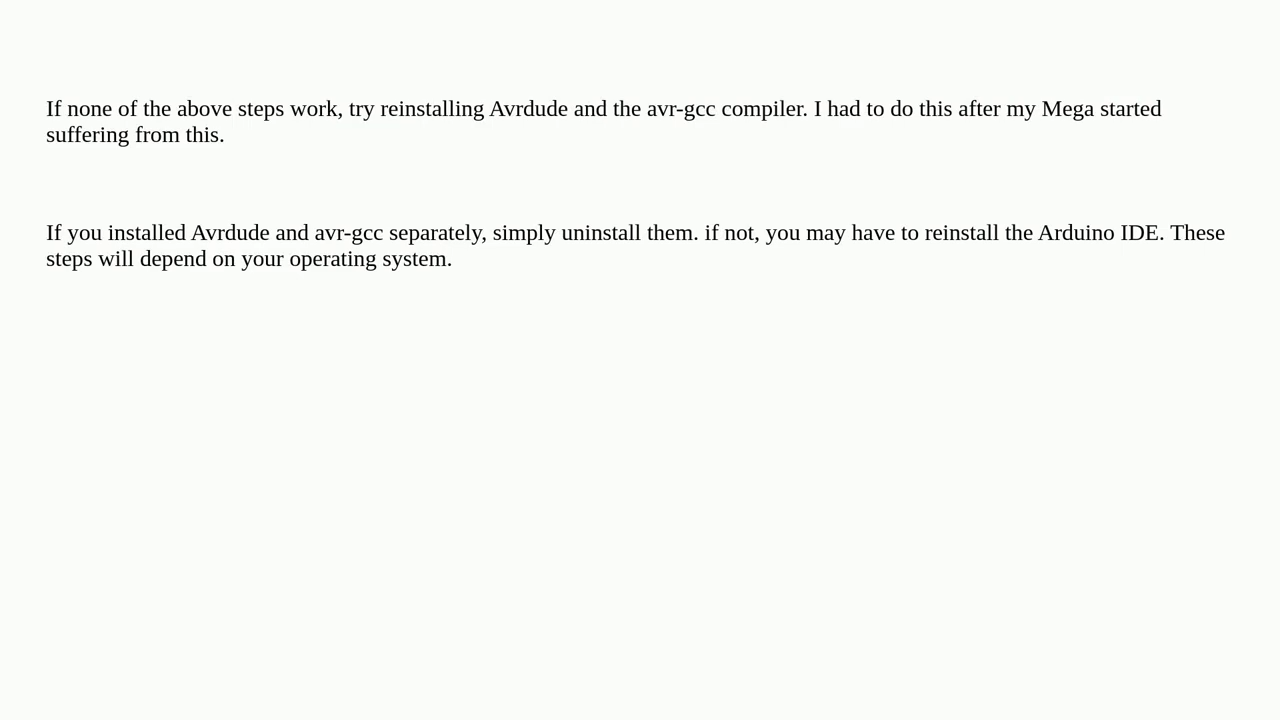 If none of the above steps work, try reinstalling Avrdude and the avr-gcc compiler. I had to do this after my Mega started
suffering from this.
If you installed Avrdude and avr-gcc separately, simply uninstall them. if not, you may have to reinstall the Arduino IDE. These
steps will depend on your operating system.